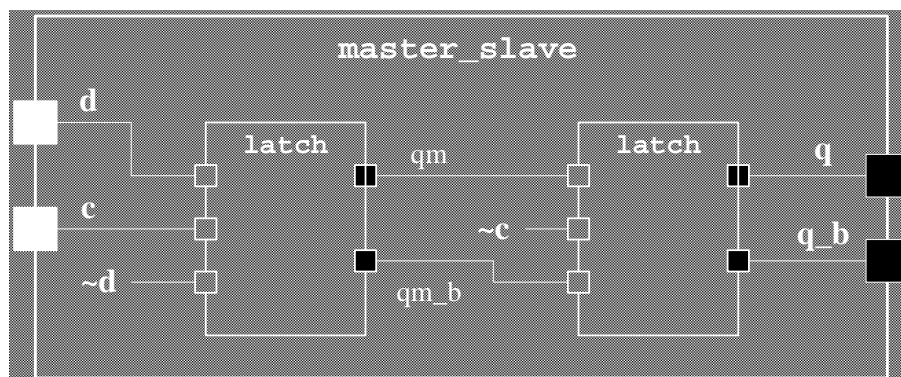 master_slave
d
latch
latch
qm
q
c
~c
q_b
~d
qm_b